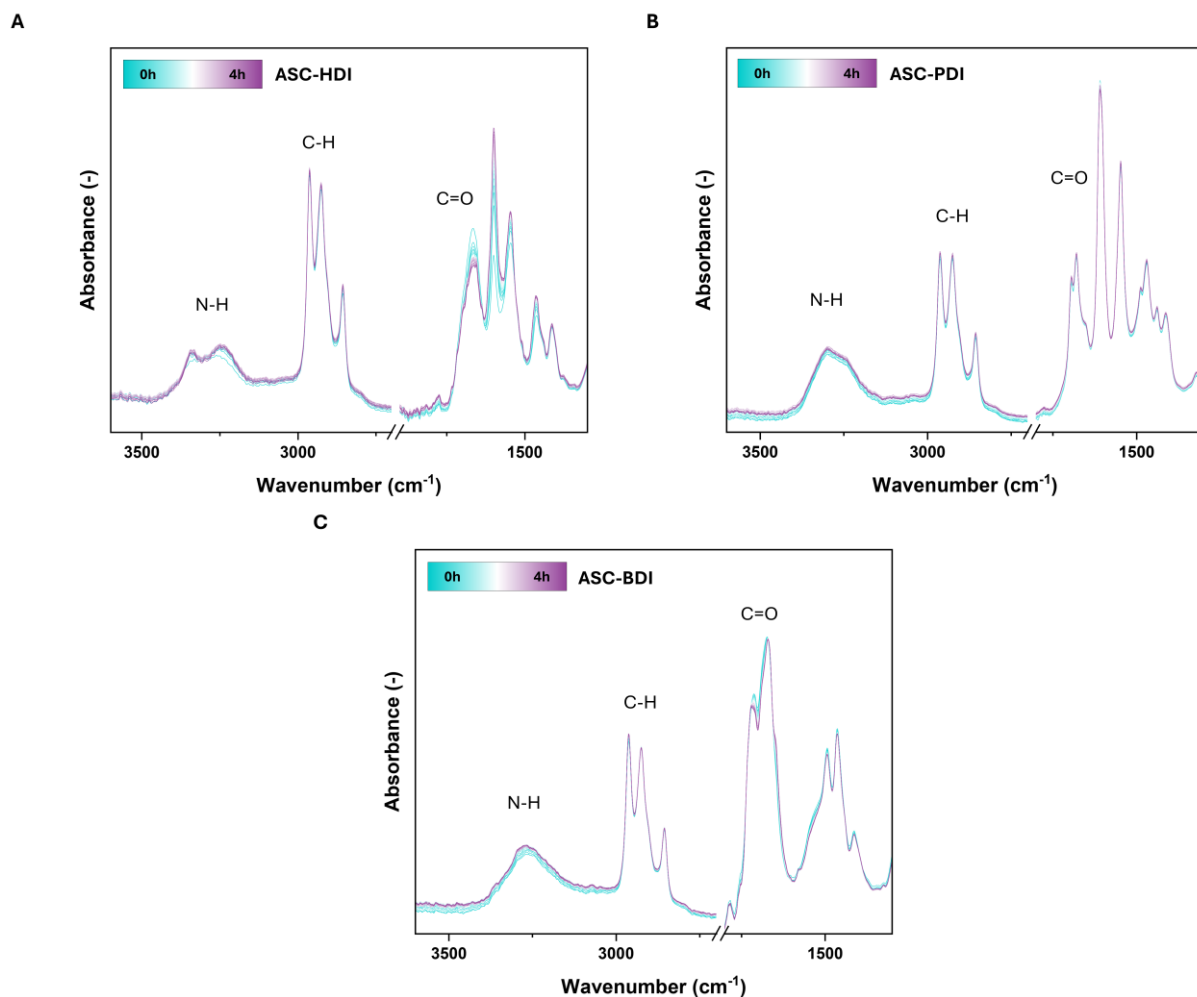 A
0h 4h ASC-HDI
C-H
C=O
N-H
Absorbance (-)
3500 3000 1500
Wavenumber (cm-1)
B
0h 4h ASC-PDI
C=O
C-H
N-H
Absorbance (-)
3500 3000 1500
Wavenumber (cm-1)
C
0h 4h ASC-BDI
C=O
C-H
N-H
Absorbance (-)
3500 3000 1500
Wavenumber (cm-1)